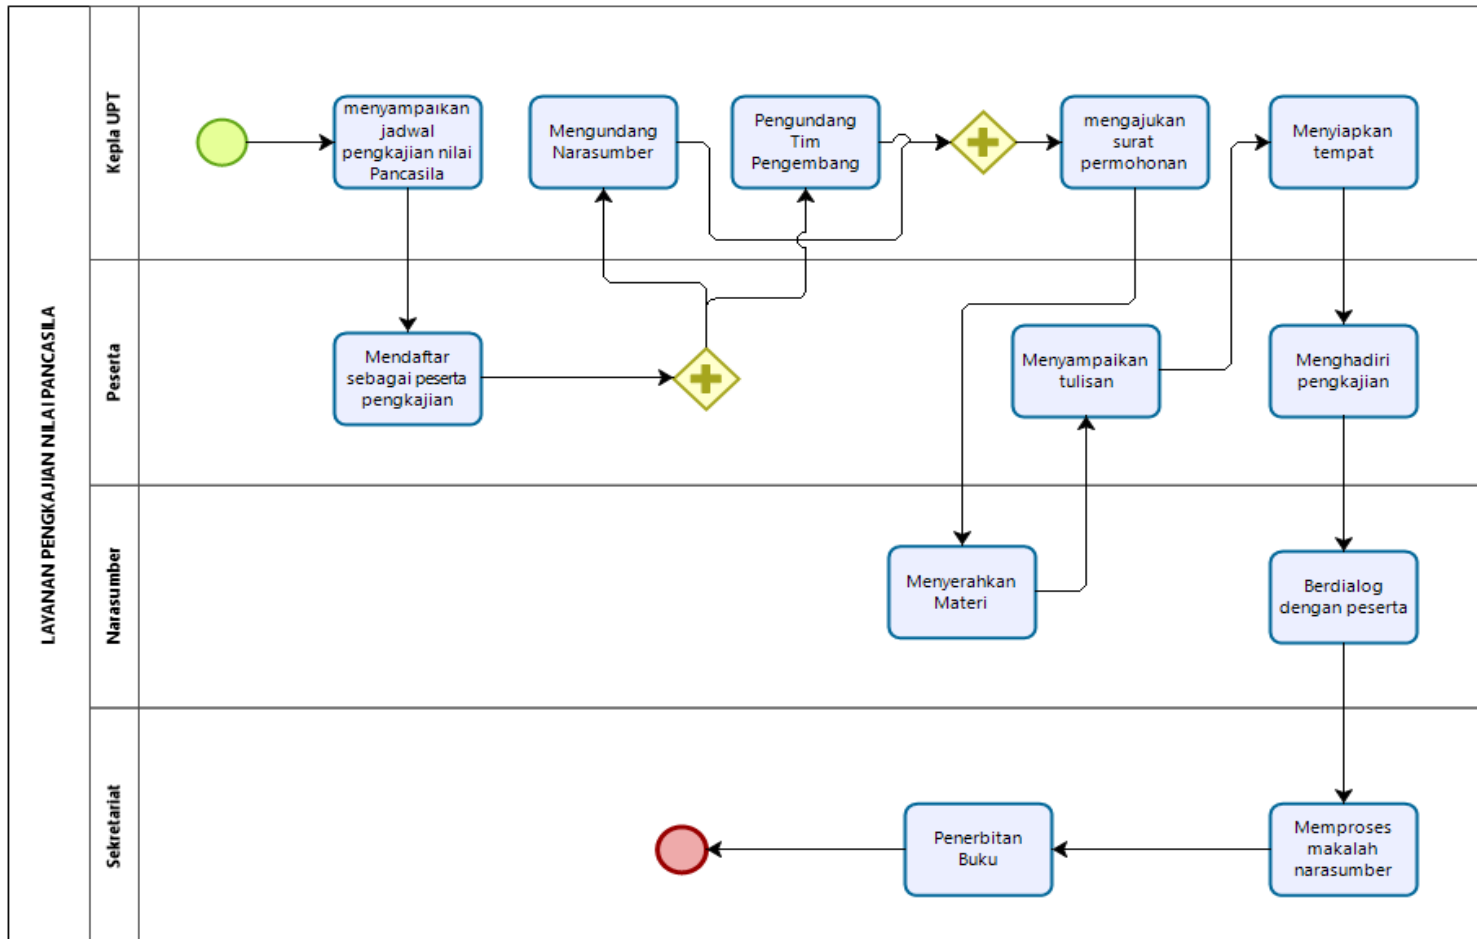 LAYANAN PENGKAJIAN NILAI PANCASILA
Kepla UPT
menyampaikan
jadwal
pengkajian nilai
Pancasila
Mengundang
Narasumber
Pengundang
Tim
Pengembang
mengajukan
surat
permohonan
Menyiapkan
tempat
Peserta
Mendaftar
sebagai peserta
pengkajian
Menyampaikan
tulisan
Menghadiri
pengkajian
Narasumber
Menyerahkan
Materi
Berdialog
dengan peserta
Sekretariat
Penerbitan
Buku
Memproses
makalah
narasumber